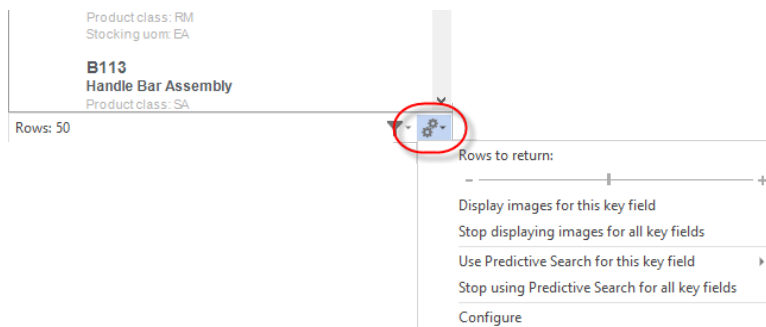 Product class: RM
Stocking uom: EA
B113
Handle Bar Assembly
Product class: SA
Rows: 50
Rows to return:
- +
Display images for this key field
Stop displaying images for all key fields
Use Predictive Search for this key field
Stop using Predictive Search for all key fields
Configure